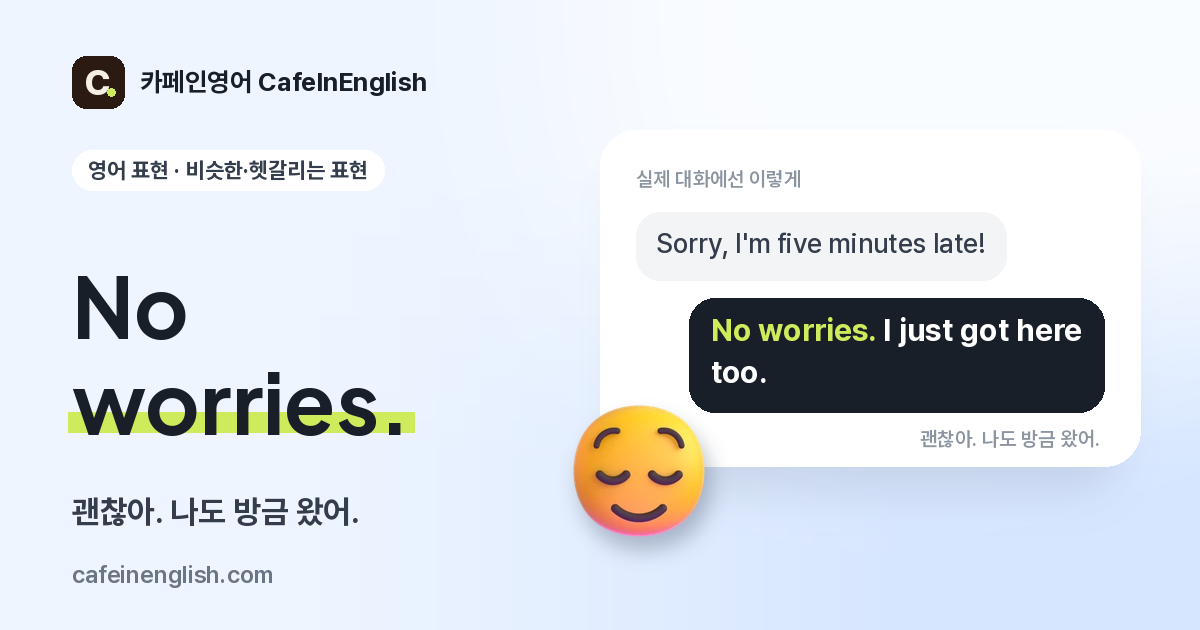 C
카페인영어 CafeInEnglish
영어 표현 · 비슷한·헷갈리는 표현
No
worries.
괜찮아. 나도 방금 왔어.
cafeinenglish.com
실제 대화에선 이렇게
Sorry, I'm five minutes late!
No worries. I just got here
too.
괜찮아. 나도 방금 왔어.